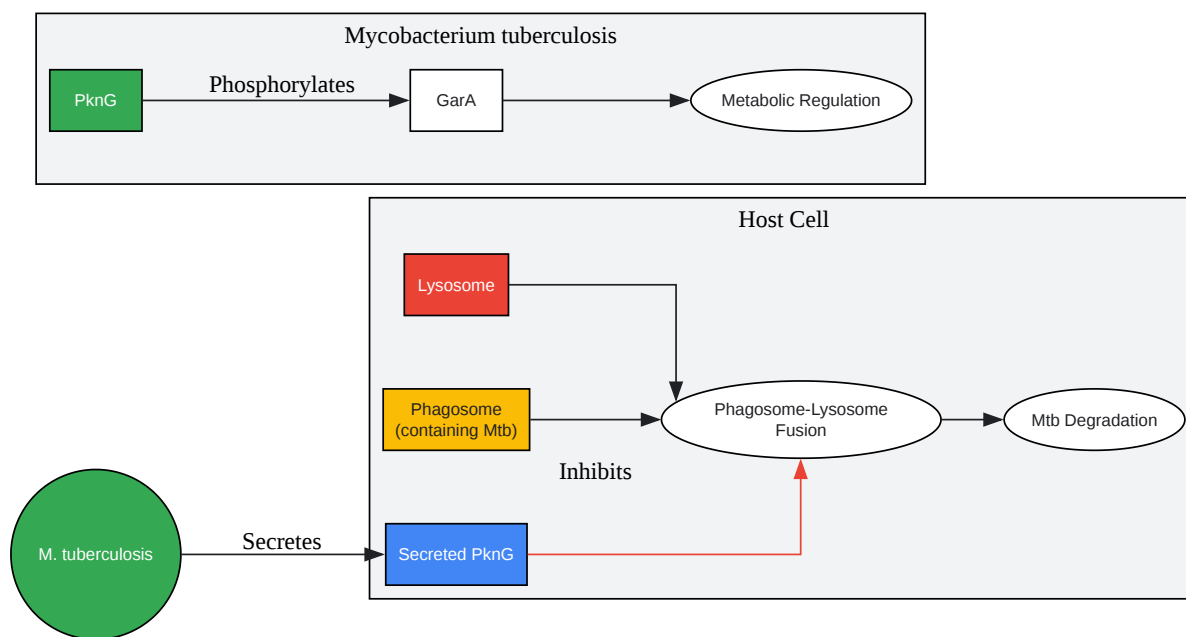 Mycobacterium tuberculosis
PknG
Phosphorylates
GarA
Metabolic Regulation
Host Cell
Lysosome
Phagosome
(containing Mtb)
Phagosome-Lysosome
Fusion
Mtb Degradation
Inhibits
M. tuberculosis
Secretes
Secreted PknG